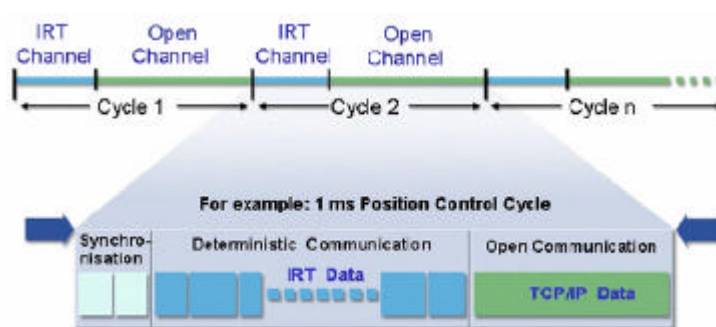 IRT Channel
Open Channel
IRT Channel
Open Channel
Cycle 1
Cycle 2
Cycle n
For example: 1 ms Position Control Cycle
Synchro-
nisation
Deterministic Communication
Open Communication
IRT Data
TCP/IP Data